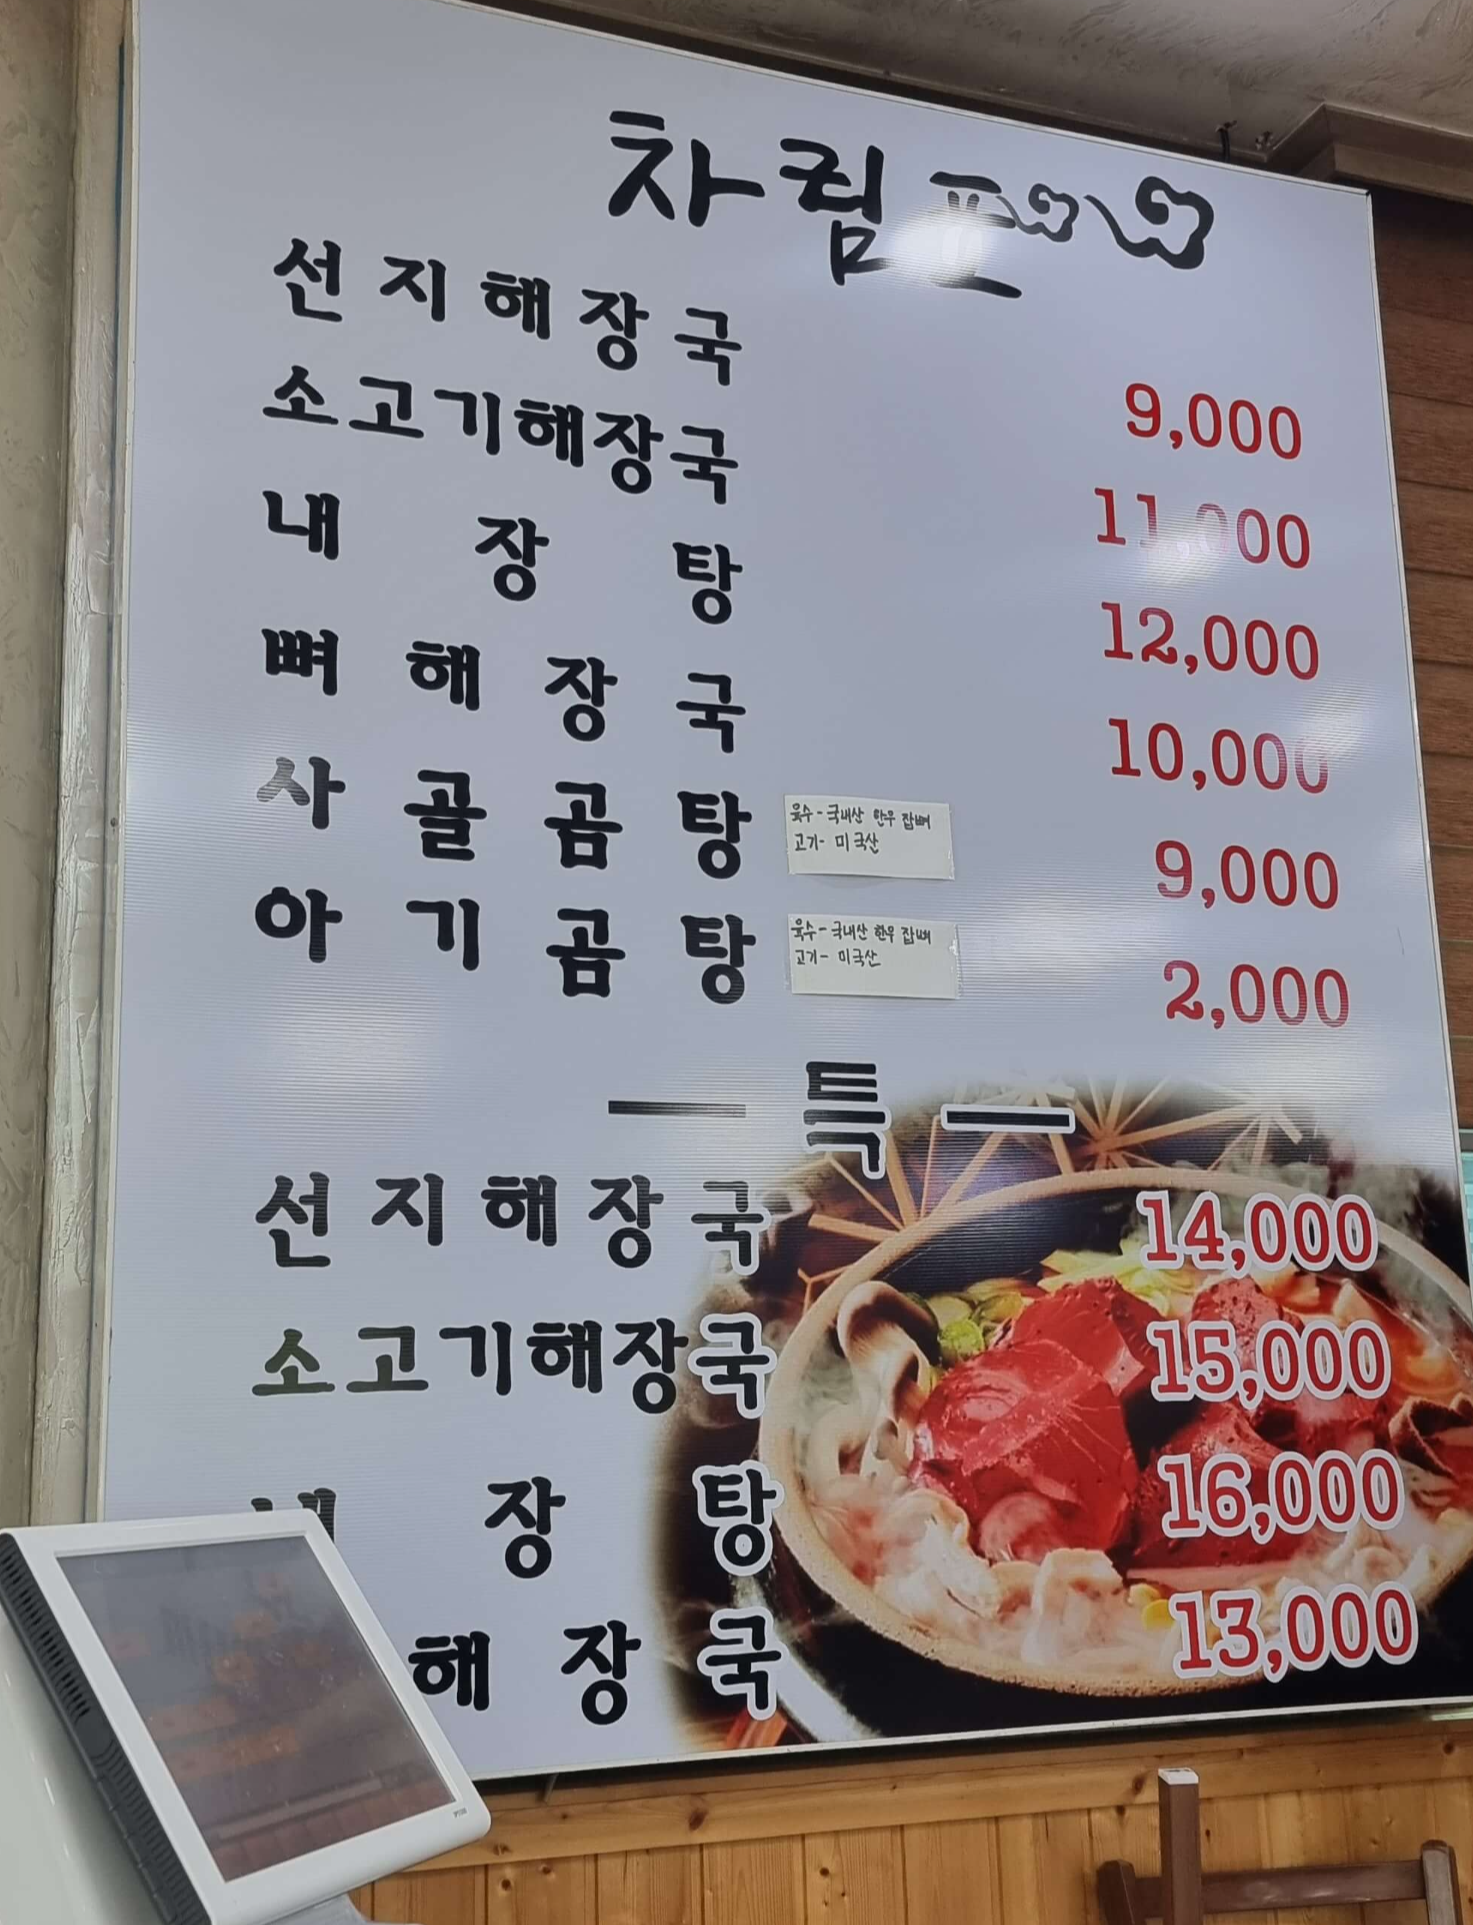 차림표
선지해장국 9,000
소고기해장국 11,000
내장탕 12,000
뼈해장국 10,000
사골곰탕 육수-국내산 한우 잡뼈 9,000
고기- 미국산
아기곰탕 육수-국내산 한우 잡뼈 2,000
고기- 미국산
특
선지해장국 14,000
소고기해장국 15,000
내장탕 16,000
해장국 13,000